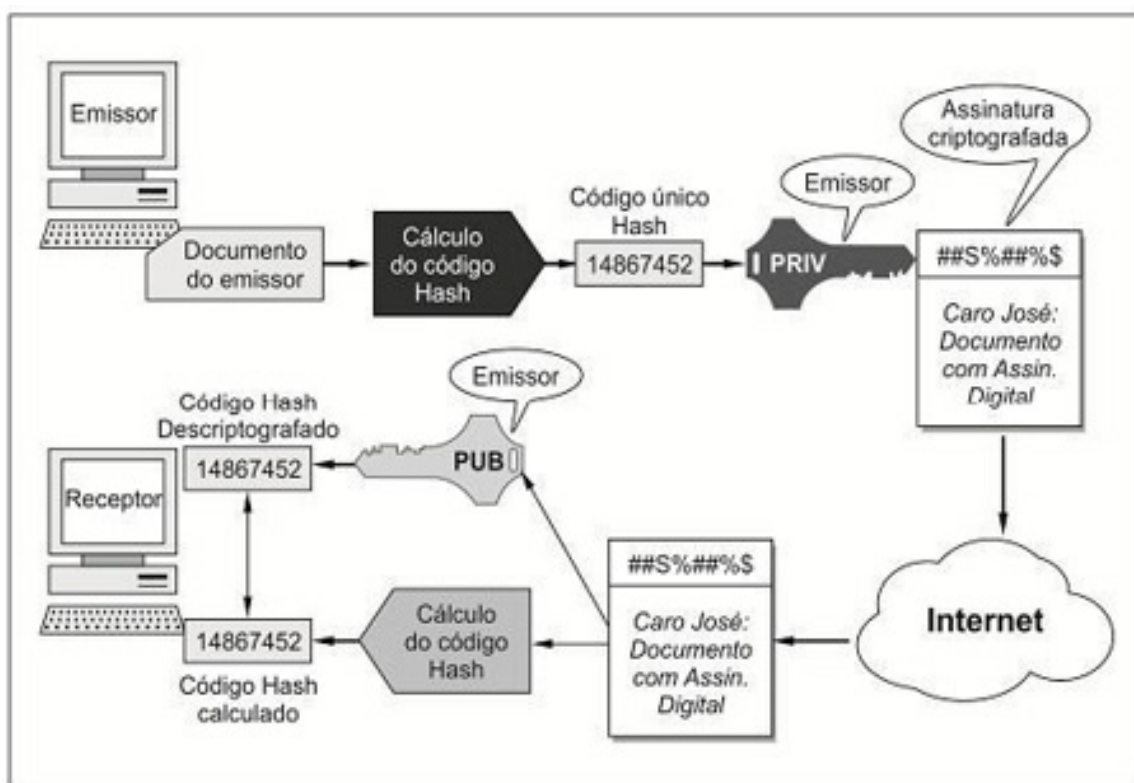 Emissor
Documento
do emissor
Cálculo
do código
Hash
Código único
Hash
14867452
Emissor
PRIV
Assinatura
criptografada
##S%##%$
Caro José:
Documento
com Assin.
Digital
Internet
##S%##%$
Caro José:
Documento
com Assin.
Digital
Emissor
PUB
Código Hash
Descriptografado
14867452
Receptor
Cálculo
do código
Hash
14867452
Código Hash
calculado